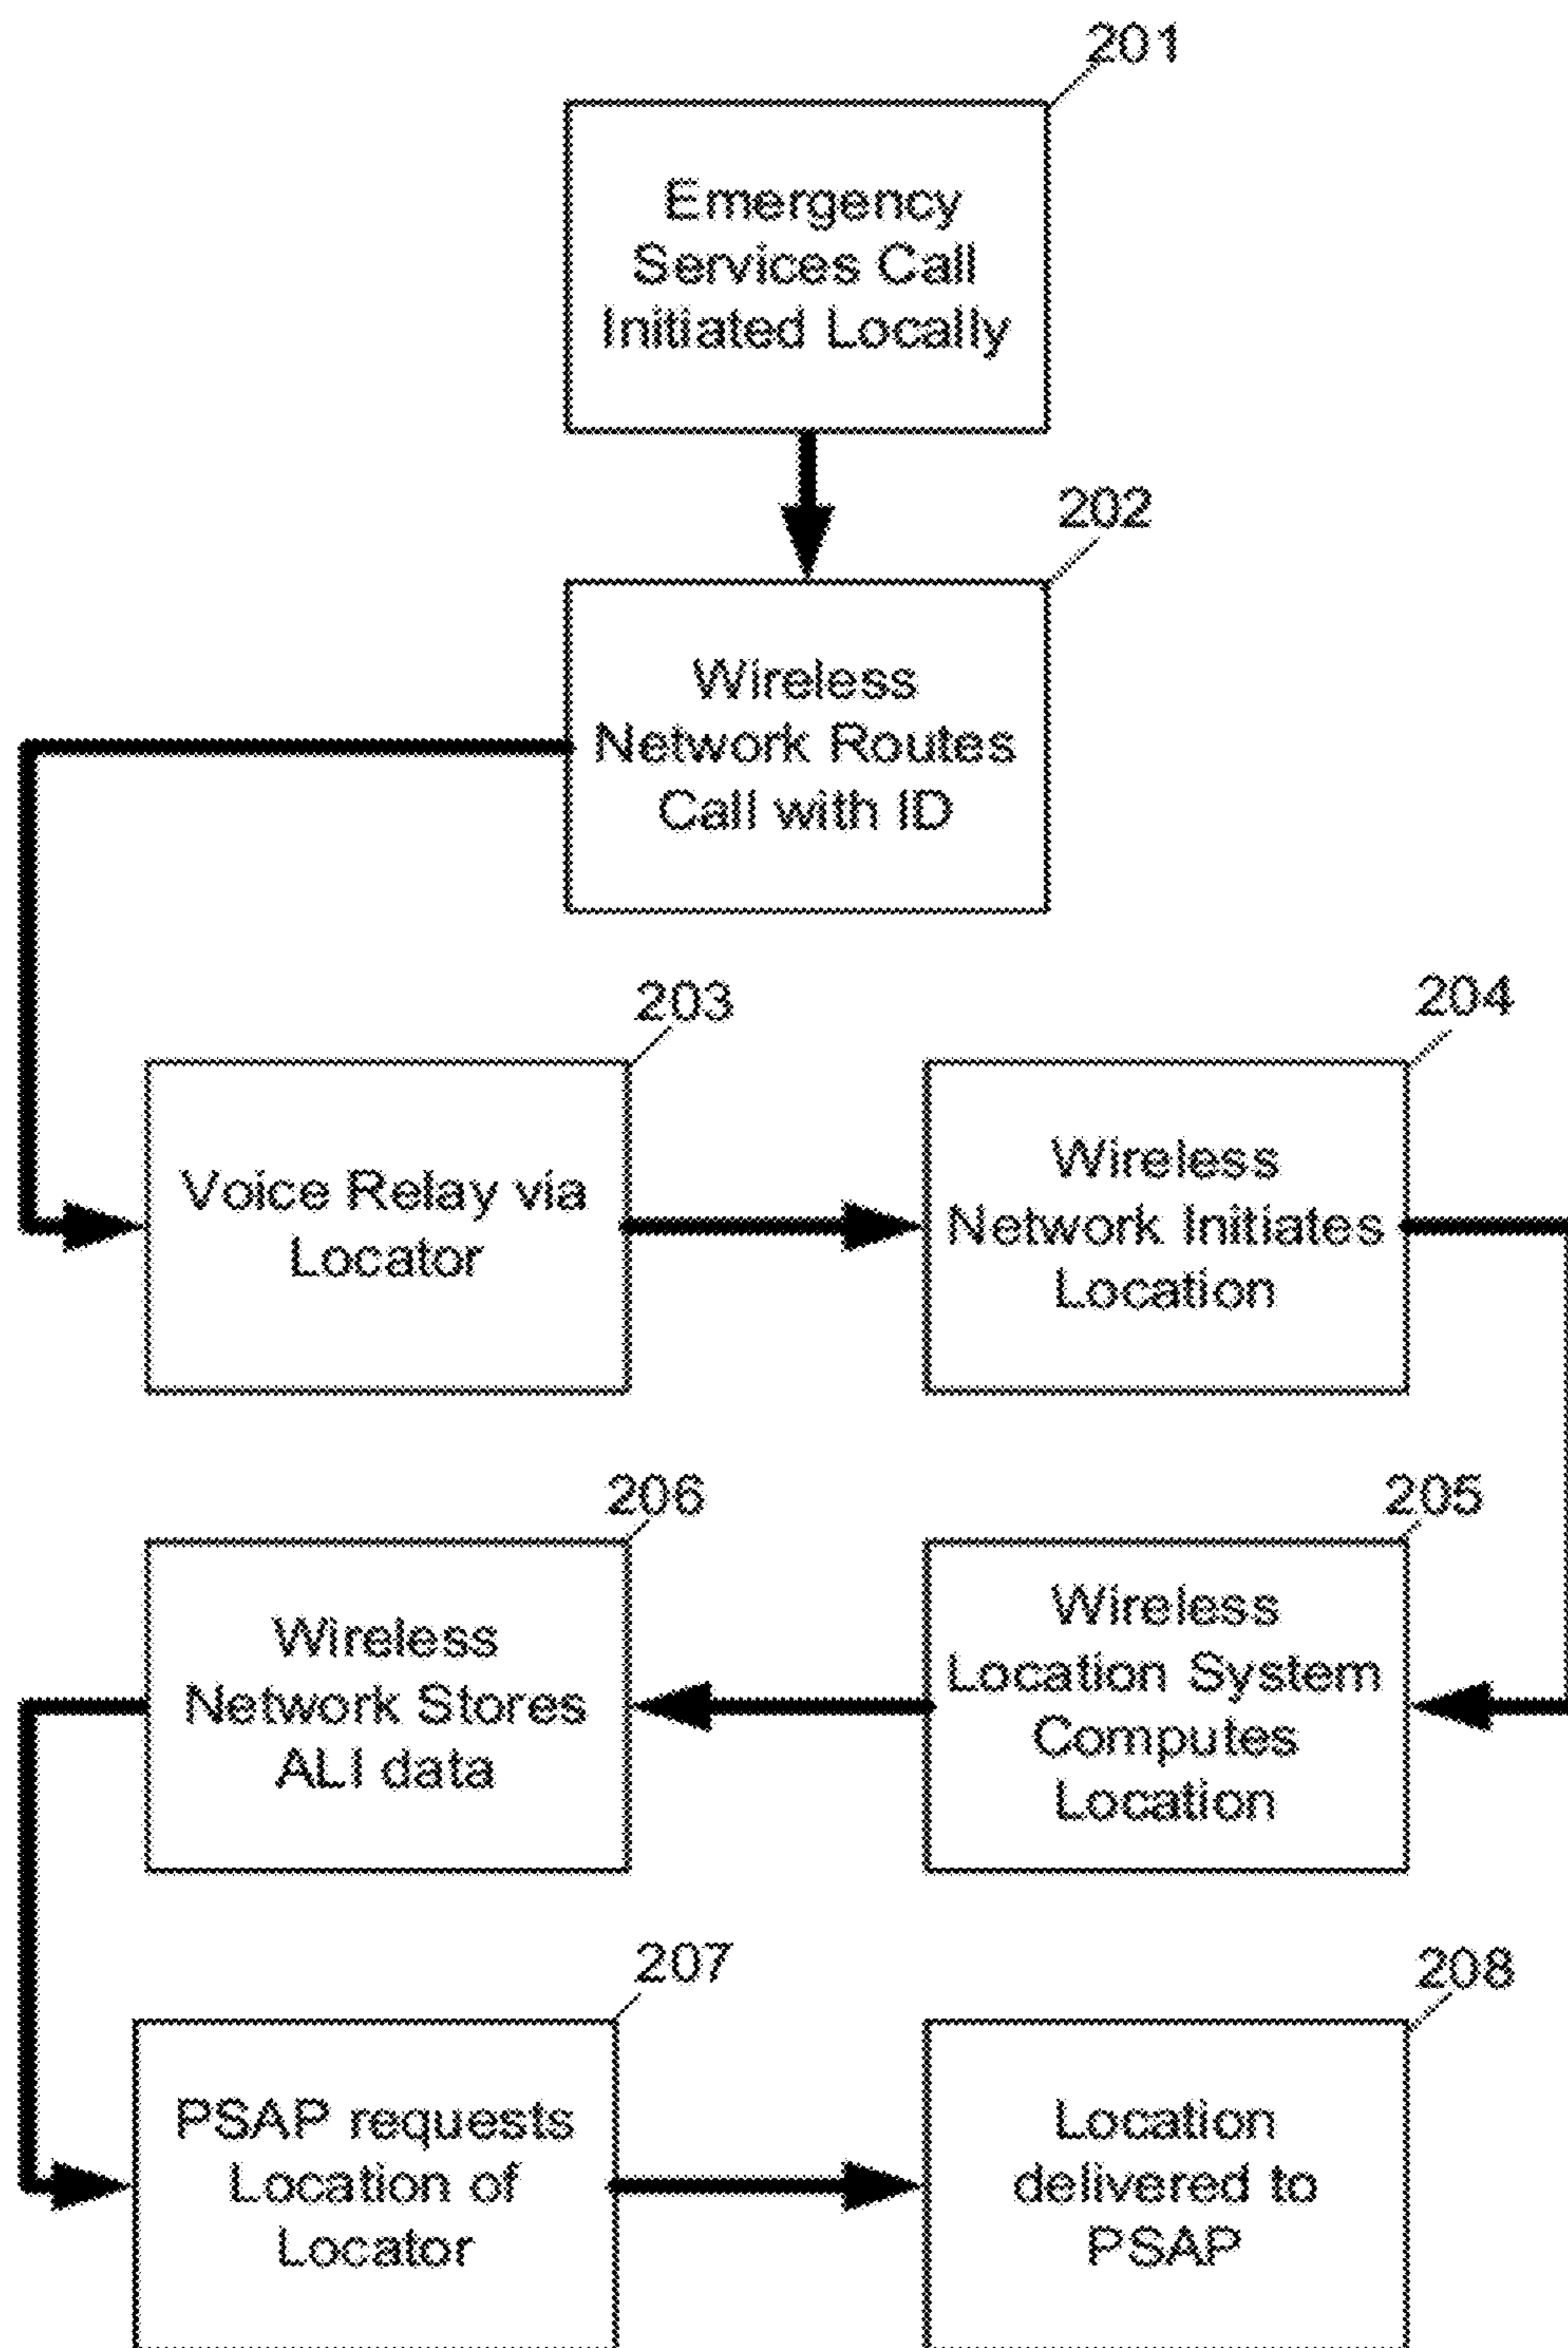 201
Emergency
Services Call
Initiated Locally
202
Wireless
Network Routes
Call with ID
203
Voice Relay via
Locator
204
Wireless
Network Initiates
Location
205
Wireless
Location System
Computes
Location
206
Wireless
Network Stores
ALI data
207
PSAP requests
Location of
Locator
208
Location
delivered to
PSAP